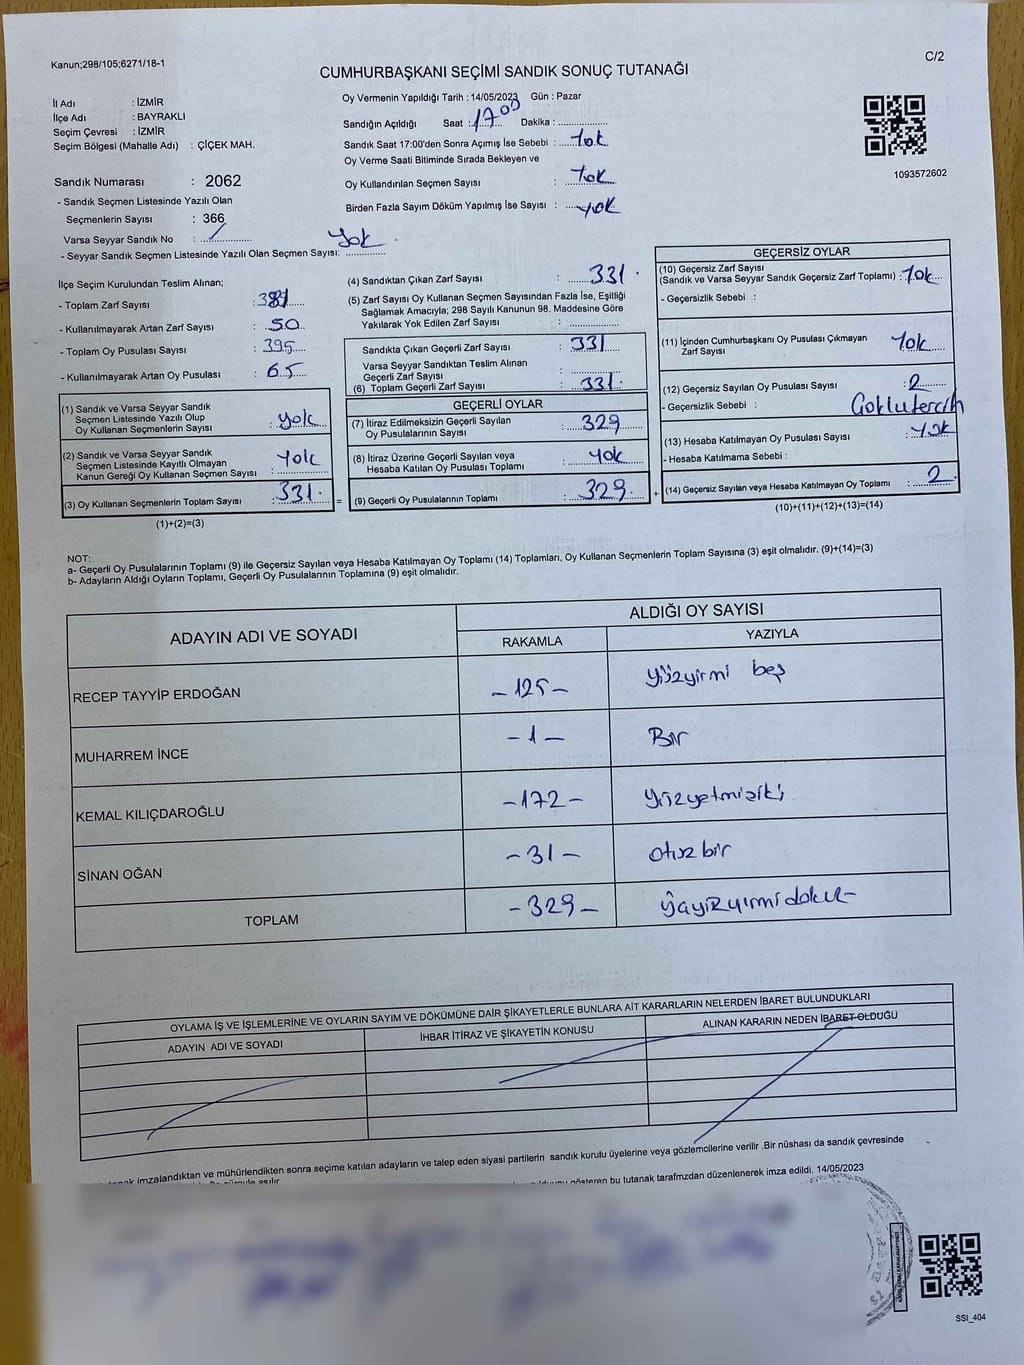 Kanun;298/105;6271/18-1
C/2
CUMHURBAŞKANI SEÇİMİ SANDIK SONUÇ TUTANAĞI
İl Adı : İZMİR
İlçe Adı : BAYRAKLI
Seçim Çevresi : İZMİR
Seçim Bölgesi (Mahalle Adı) : ÇİÇEK MAH.
Oy Vermenin Yapıldığı Tarih : 14/05/2023 Gün : Pazar
Sandığın Açıldığı Saat : 17.00 Dakika :
Sandık Saat 17:00'den Sonra Açımış İse Sebebi : Yok
Oy Verme Saati Bitiminde Sırada Bekleyen ve
Oy Kullandırılan Seçmen Sayısı : Yok
Birden Fazla Sayım Döküm Yapılmış İse Sayısı : Yok
1093572602
Sandık Numarası : 2062
- Sandık Seçmen Listesinde Yazılı Olan
Seçmenlerin Sayısı : 366
Varsa Seyyar Sandık No : /
- Seyyar Sandık Seçmen Listesinde Yazılı Olan Seçmen Sayısı: Yok
İlçe Seçim Kurulundan Teslim Alınan;
- Toplam Zarf Sayısı : 381
- Kullanılmayarak Artan Zarf Sayısı : 50
- Toplam Oy Pusulası Sayısı : 395
- Kullanılmayarak Artan Oy Pusulası : 65
(1) Sandık ve Varsa Seyyar Sandık
Seçmen Listesinde Yazılı Olup
Oy Kullanan Seçmenlerin Sayısı : yok
(2) Sandık ve Varsa Seyyar Sandık
Seçmen Listesinde Kayıtlı Olmayan
Kanun Gereği Oy Kullanan Seçmen Sayısı : Yok
(3) Oy Kullanan Seçmenlerin Toplam Sayısı : 331
(1)+(2)=(3)
(4) Sandıktan Çıkan Zarf Sayısı : 331
(5) Zarf Sayısı Oy Kullanan Seçmen Sayısından Fazla İse, Eşitliği
Sağlamak Amacıyla; 298 Sayılı Kanunun 98. Maddesine Göre
Yakılarak Yok Edilen Zarf Sayısı :
Sandıkta Çıkan Geçerli Zarf Sayısı : 331
Varsa Seyyar Sandıktan Teslim Alınan
Geçerli Zarf Sayısı
(6) Toplam Geçerli Zarf Sayısı : 331
GEÇERLİ OYLAR
(7) İtiraz Edilmeksizin Geçerli Sayılan
Oy Pusulalarının Sayısı : 329
(8) İtiraz Üzerine Geçerli Sayılan veya
Hesaba Katılan Oy Pusulası Toplamı : Yok
= (9) Geçerli Oy Pusulalarının Toplamı : 329 +
GEÇERSİZ OYLAR
(10) Geçersiz Zarf Sayısı
(Sandık ve Varsa Seyyar Sandık Geçersiz Zarf Toplamı) : Yok
- Geçersizlik Sebebi :
(11) İçinden Cumhurbaşkanı Oy Pusulası Çıkmayan
Zarf Sayısı Yok
(12) Geçersiz Sayılan Oy Pusulası Sayısı : 2
- Geçersizlik Sebebi : Çoklu tercih
(13) Hesaba Katılmayan Oy Pusulası Sayısı : Yok
- Hesaba Katılmama Sebebi :
(14) Geçersiz Sayılan veya Hesaba Katılmayan Oy Toplamı : 2
(10)+(11)+(12)+(13)=(14)
NOT:
a- Geçerli Oy Pusulalarının Toplamı (9) ile Geçersiz Sayılan veya Hesaba Katılmayan Oy Toplamı (14) Toplamları, Oy Kullanan Seçmenlerin Toplam Sayısına (3) eşit olmalıdır. (9)+(14)=(3)
b- Adayların Aldığı Oyların Toplamı, Geçerli Oy Pusulalarının Toplamına (9) eşit olmalıdır.
ADAYIN ADI VE SOYADI ALDIĞI OY SAYISI
RAKAMLA YAZIYLA
RECEP TAYYİP ERDOĞAN - 125 - yüzyirmi beş
MUHARREM İNCE - 1 - Bir
KEMAL KILIÇDAROĞLU - 172 - yüzyetmişiki
SİNAN OĞAN - 31 - otuzbir
TOPLAM - 329 -
OYLAMA İŞ VE İŞLEMLERİNE VE OYLARIN SAYIM VE DÖKÜMÜNE DAİR ŞİKAYETLERLE BUNLARA AİT KARARLARIN NELERDEN İBARET BULUNDUKLARI
ADAYIN ADI VE SOYADI İHBAR İTİRAZ VE ŞİKAYETİN KONUSU ALINAN KARARIN NEDEN İBARET OLDUĞU
imzalandıktan ve mühürlendikten sonra seçime katılan adayların ve talep eden siyasi partilerin sandık kurulu üyelerine veya gözlemcilerine verilir .Bir nüshası da sandık çevresinde
gösteren bu tutanak tarafmzdan düzenlenerek imza edildi. 14/05/2023
SSI_404